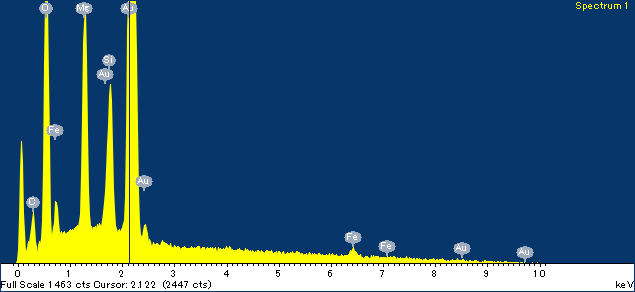 Spectrum 1
O Mg Au
Si
Au
Fe
Au
O
Fe Fe Au Au
0 1 2 3 4 5 6 7 8 9 10
Full Scale 1463 cts Cursor: 2.122 (2447 cts) keV